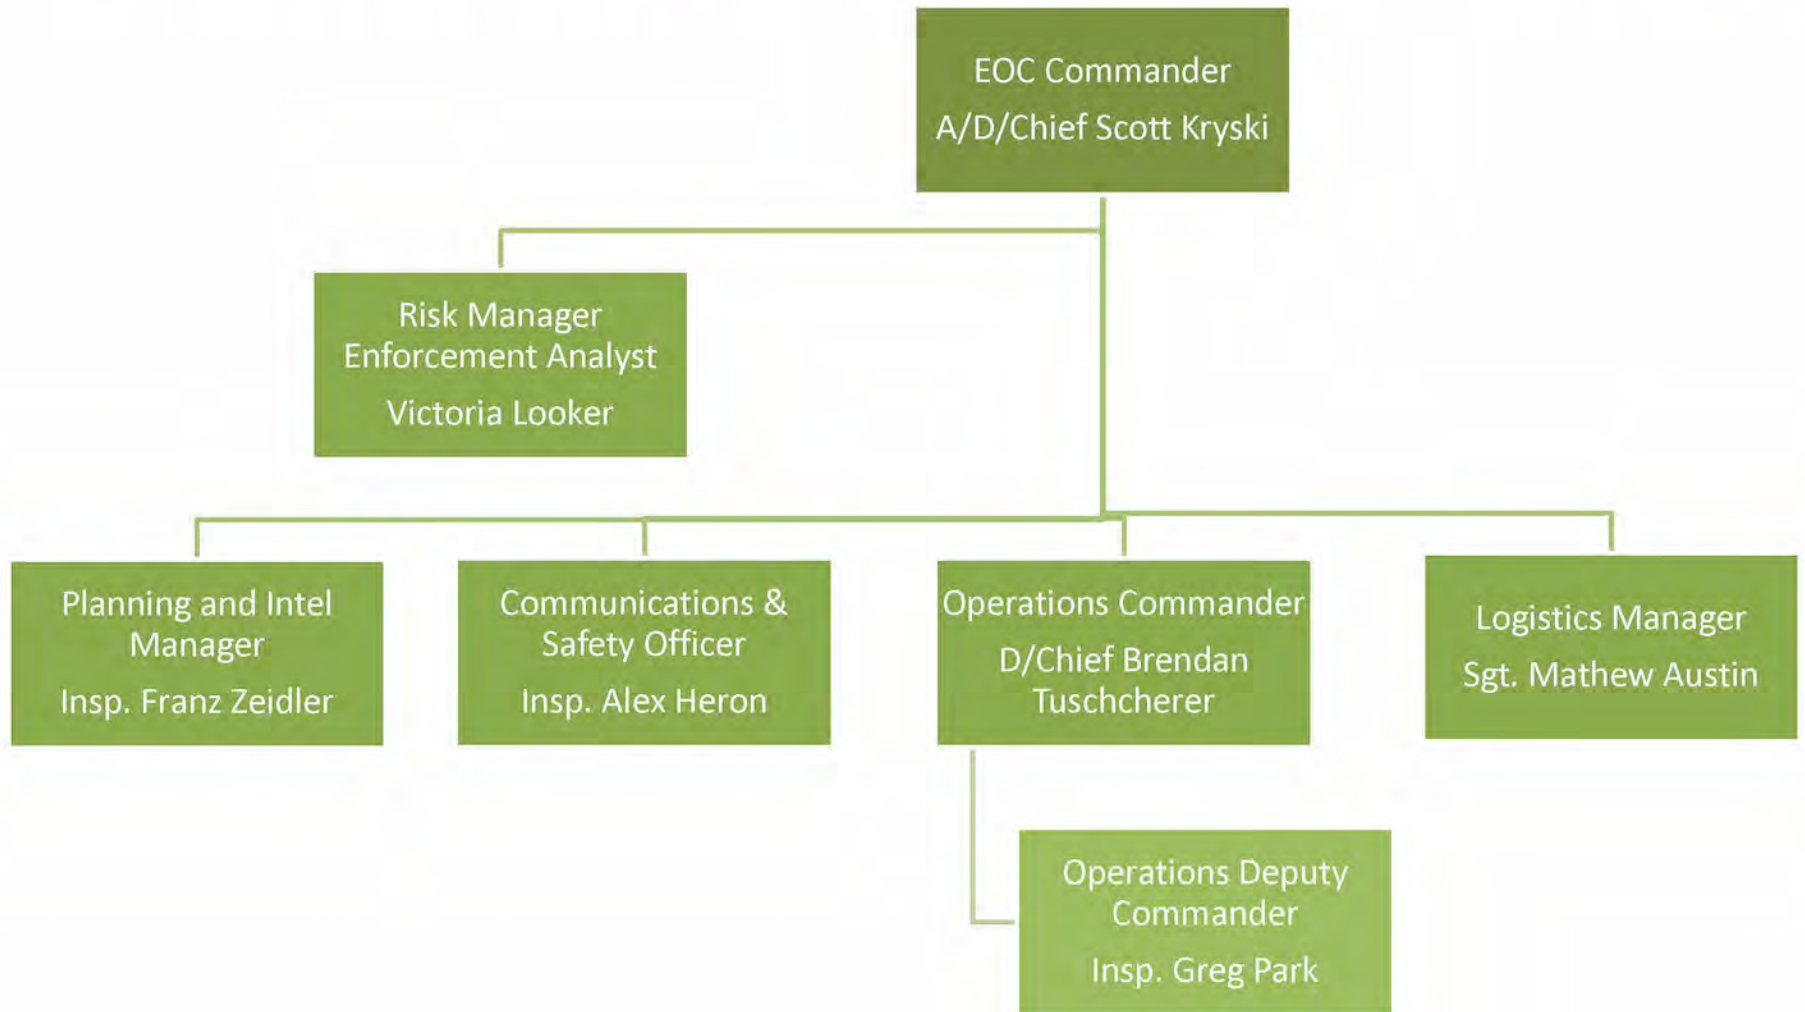 EOC Commander
A/D/Chief Scott Kryski
Risk Manager
Enforcement Analyst
Victoria Looker
Planning and Intel
Manager
Insp. Franz Zeidler
Communications &
Safety Officer
Insp. Alex Heron
Operations Commander
D/Chief Brendan
Tuschcherer
Logistics Manager
Sgt. Mathew Austin
Operations Deputy
Commander
Insp. Greg Park